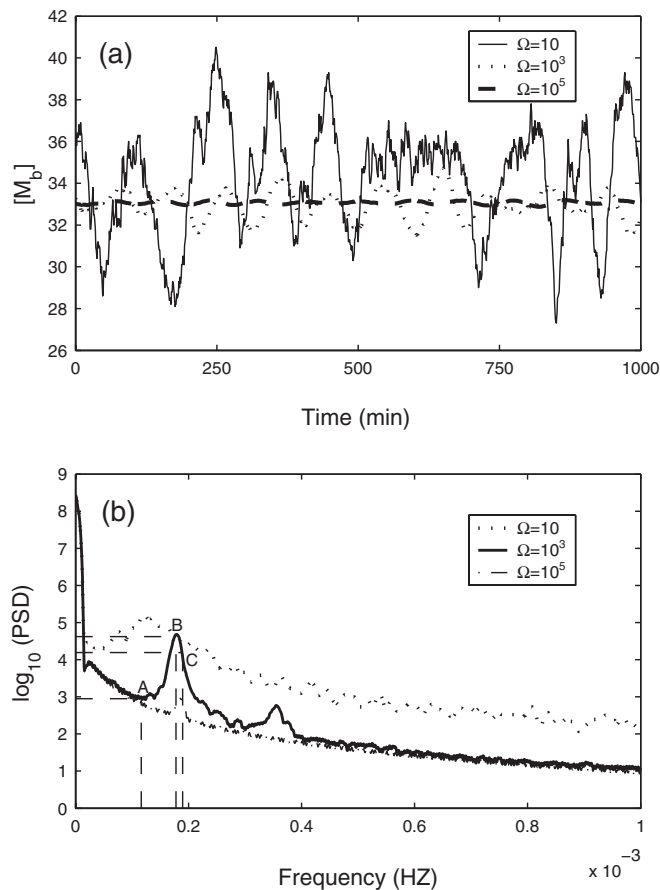 (a)
42
40
38
36
34
32
30
28
26
[M_b]
Ω=10
Ω=10³
Ω=10⁵
0
250
500
750
1000
Time (min)
(b)
9
8
7
6
5
4
3
2
1
0
log₁₀ (PSD)
Ω=10
Ω=10³
Ω=10⁵
A
B
C
0
0.2
0.4
0.6
0.8
1
x 10⁻³
Frequency (HZ)